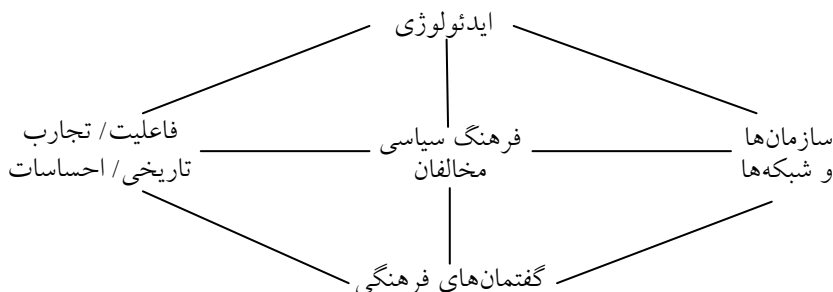 ایدئولوژی
سازمان‌ها
و شبکه‌ها
فرهنگ سیاسی
مخالفان
فاعلیت/ تجارب
تاریخی/ احساسات
گفتمان‌های فرهنگی